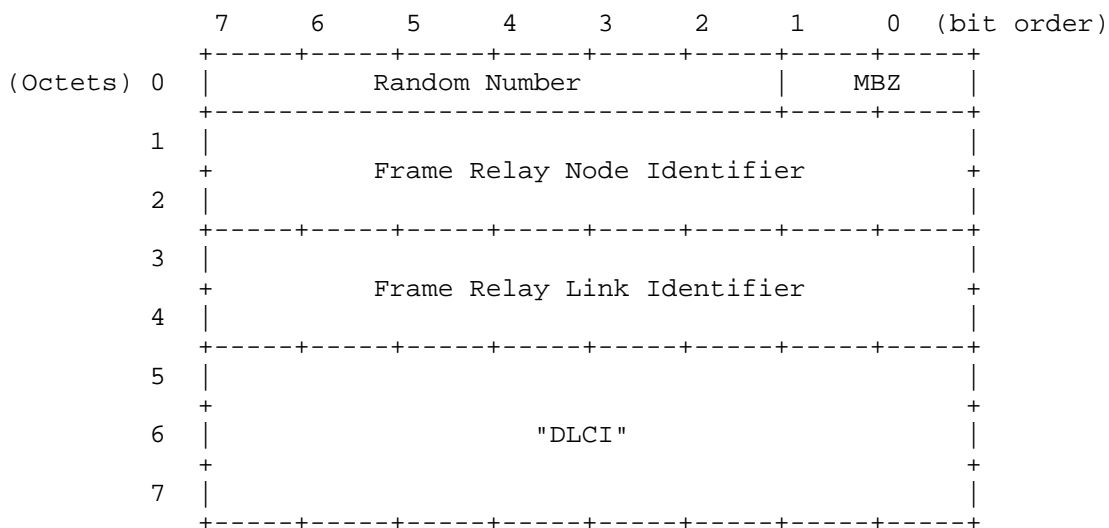 7 6 5 4 3 2 1 0 (bit order)
(Octets) 0 Random Number MBZ
1
Frame Relay Node Identifier
2
3
Frame Relay Link Identifier
4
5
6 "DLCI"
7